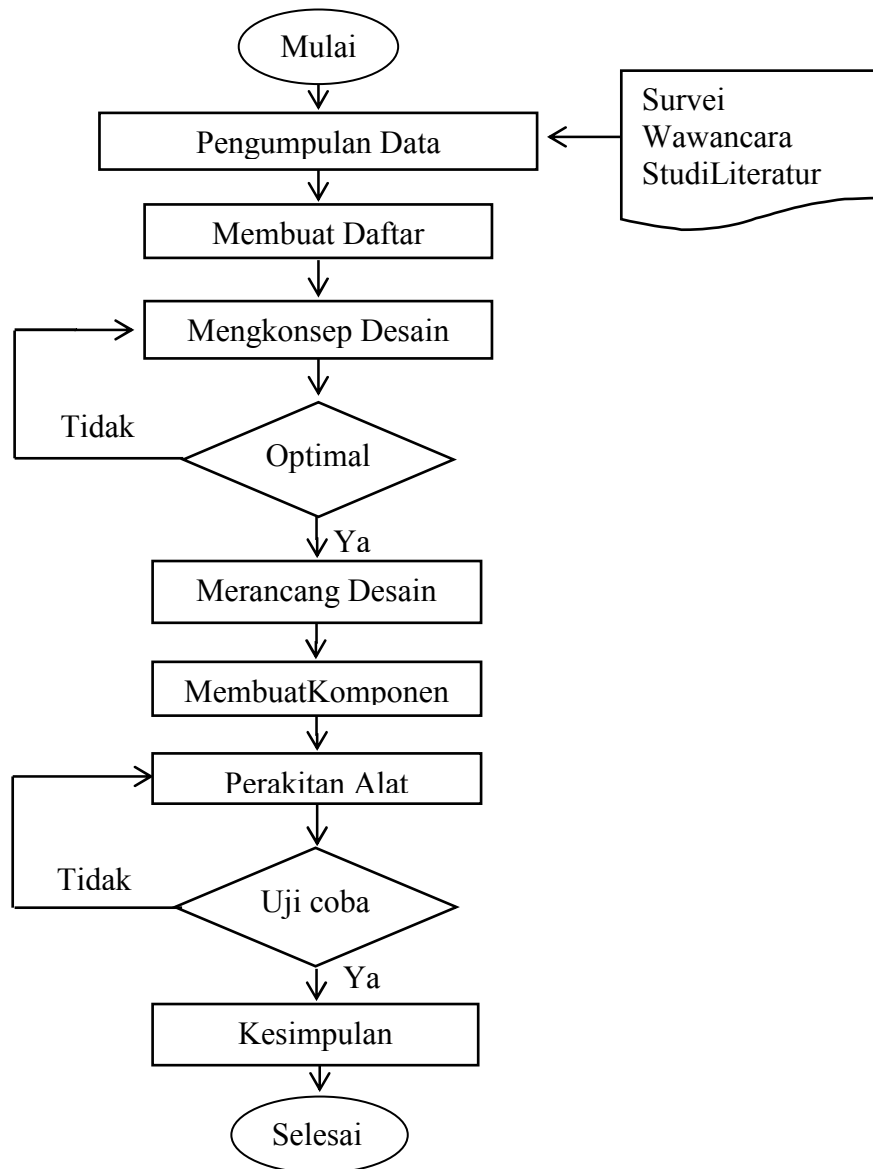 Mulai
Pengumpulan Data
Survei
Wawancara
StudiLiteratur
Membuat Daftar
Mengkonsep Desain
Tidak
Optimal
Ya
Merancang Desain
MembuatKomponen
Perakitan Alat
Tidak
Uji coba
Ya
Kesimpulan
Selesai